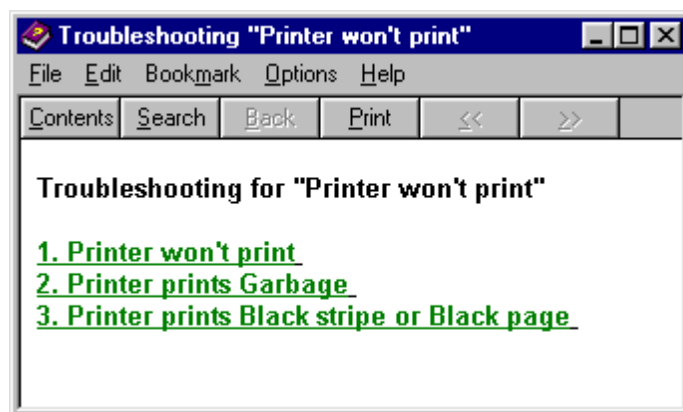 Troubleshooting "Printer won't print"
File Edit Bookmark Options Help
Contents Search Back Print << >>
Troubleshooting for "Printer won't print"
1. Printer won't print
2. Printer prints Garbage
3. Printer prints Black stripe or Black page